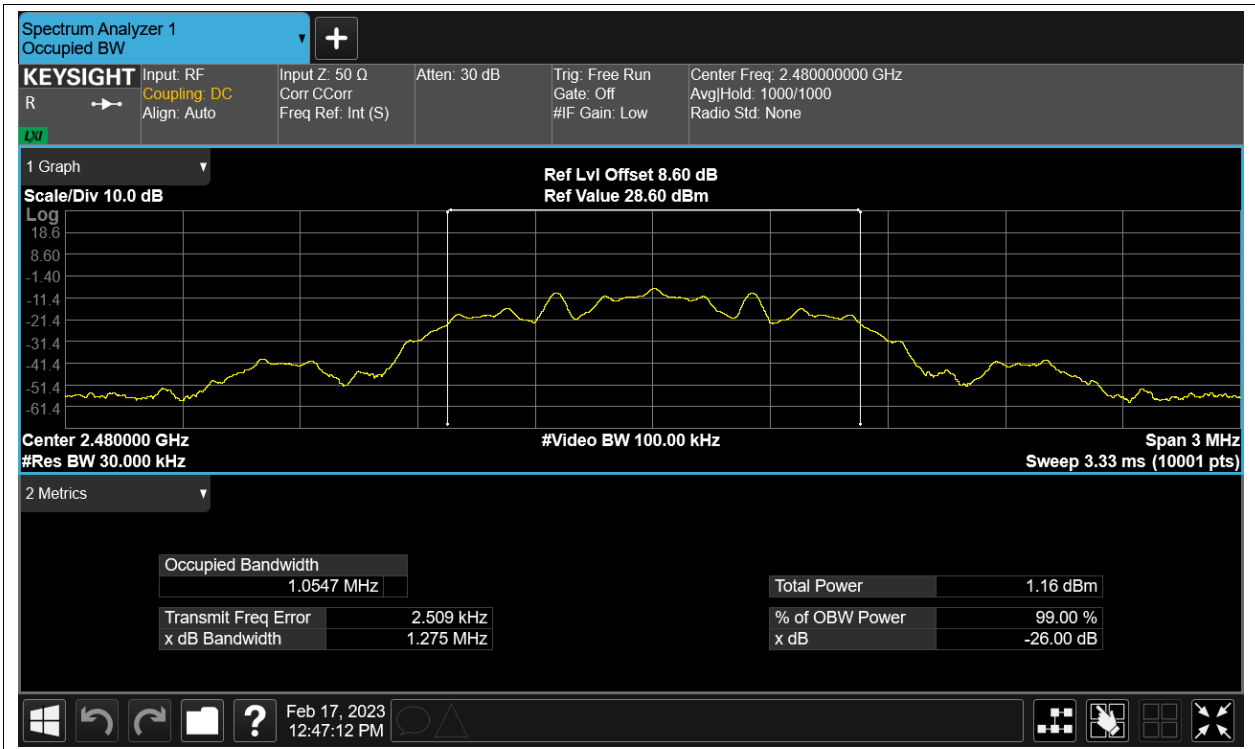 Spectrum Analyzer 1
Occupied BW
+
KEYSIGHT
R
LXI
Input: RF
Coupling: DC
Align: Auto
Input Z: 50 Ω
Corr CCorr
Freq Ref: Int (S)
Atten: 30 dB
Trig: Free Run
Gate: Off
#IF Gain: Low
Center Freq: 2.480000000 GHz
Avg|Hold: 1000/1000
Radio Std: None
1 Graph
Scale/Div 10.0 dB
Ref Lvl Offset 8.60 dB
Ref Value 28.60 dBm
Log
18.6
8.60
-1.40
-11.4
-21.4
-31.4
-41.4
-51.4
-61.4
Center 2.480000 GHz
#Res BW 30.000 kHz
#Video BW 100.00 kHz
Span 3 MHz
Sweep 3.33 ms (10001 pts)
2 Metrics
Occupied Bandwidth
1.0547 MHz
Transmit Freq Error 2.509 kHz
x dB Bandwidth 1.275 MHz
Total Power 1.16 dBm
% of OBW Power 99.00 %
x dB -26.00 dB
?
Feb 17, 2023
12:47:12 PM